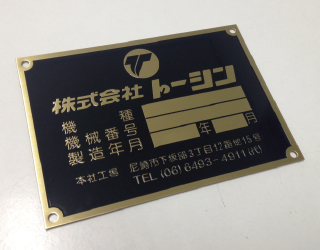 株式会社 トーシン
機種
機械番号
製造年月 年 月
本社工場 尼崎市下坂部3丁目12番地15号
TEL (06) 6493-4911(代)